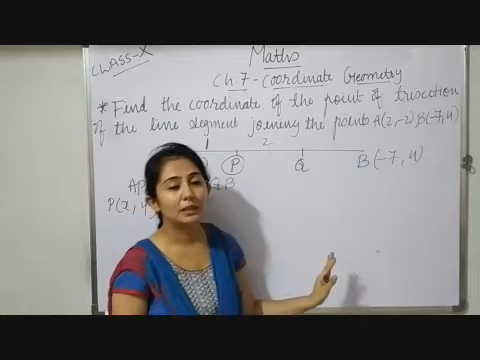 CLASS-X
Maths
Ch:7 - Coordinate Geometry
* Find the coordinate of the point of trisection
of the line segment joining the points A(2,-2) B(-7,4)
1 2
P Q B(-7,4)
AP QB
P(x,y)